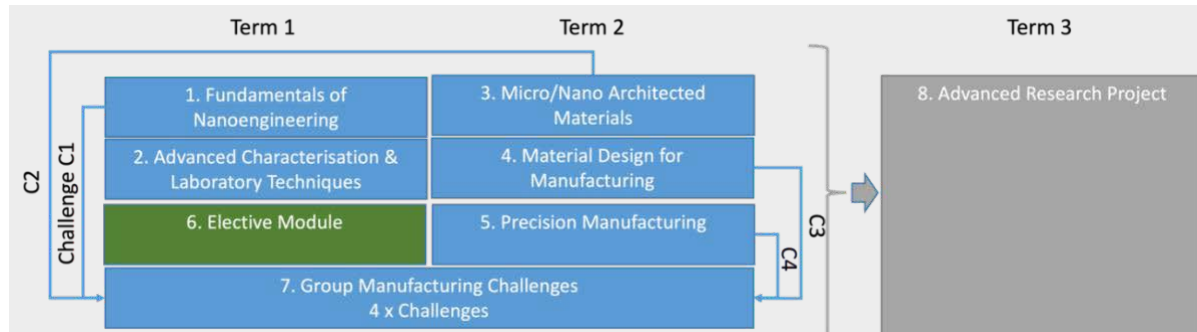 Term 1
Term 2
Term 3
1. Fundamentals of
Nanoengineering
3. Micro/Nano Architected
Materials
8. Advanced Research Project
2. Advanced Characterisation &
Laboratory Techniques
4. Material Design for
Manufacturing
C2
Challenge C1
6. Elective Module
5. Precision Manufacturing
C3
C4
7. Group Manufacturing Challenges
4 x Challenges